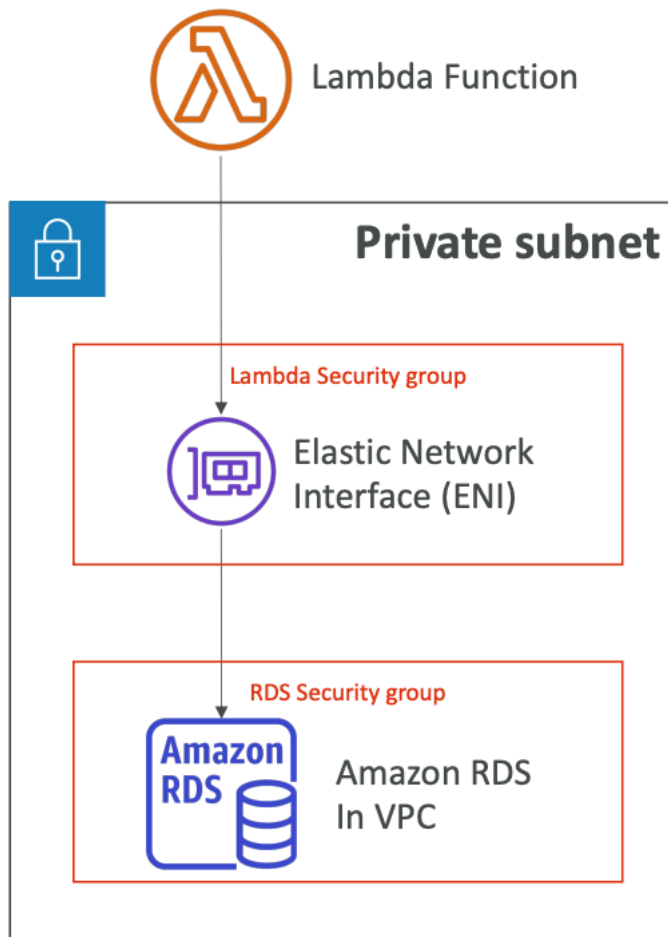 Lambda Function
Private subnet
Lambda Security group
Elastic Network
Interface (ENI)
RDS Security group
Amazon
RDS
Amazon RDS
In VPC